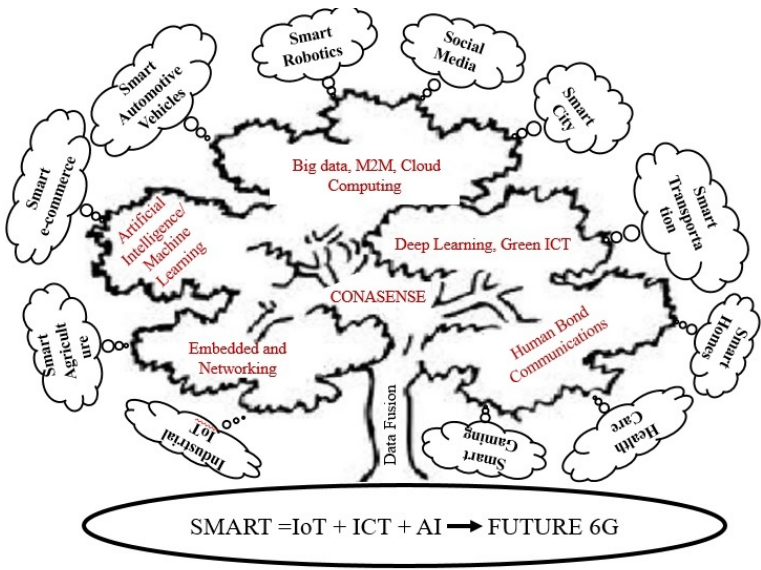 Smart
Robotics
Social
Media
Smart
Automotive
Vehicles
Smart
City
Smart
e-commerce
Big data, M2M, Cloud
Computing
Smart
Transporta
tion
Artificial
Intelligence/
Machine
Learning
Deep Learning, Green ICT
CONASENSE
Smart
Agricult
ure
Embedded and
Networking
Human Bond
Communications
Smart
Homes
Industrial
IoT
Data Fusion
Smart
Gaming
Health
Care
SMART =IoT + ICT + AI → FUTURE 6G